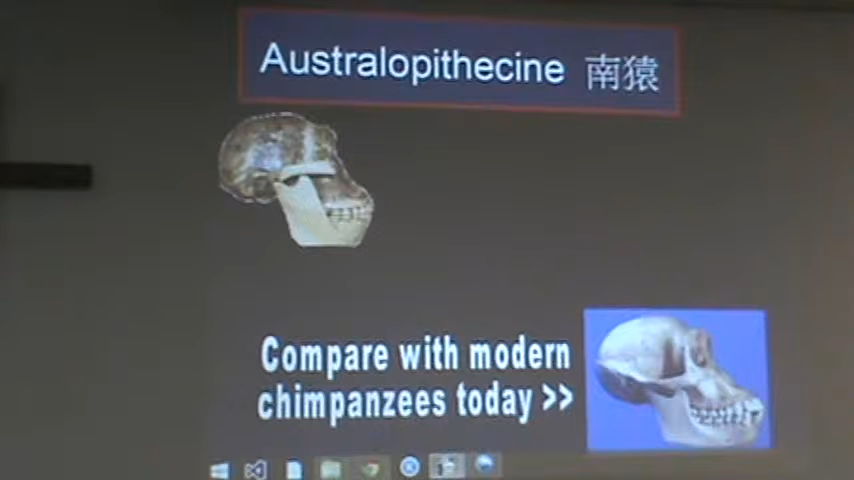 Australopithecine 南猿
Compare with modern
chimpanzees today >>